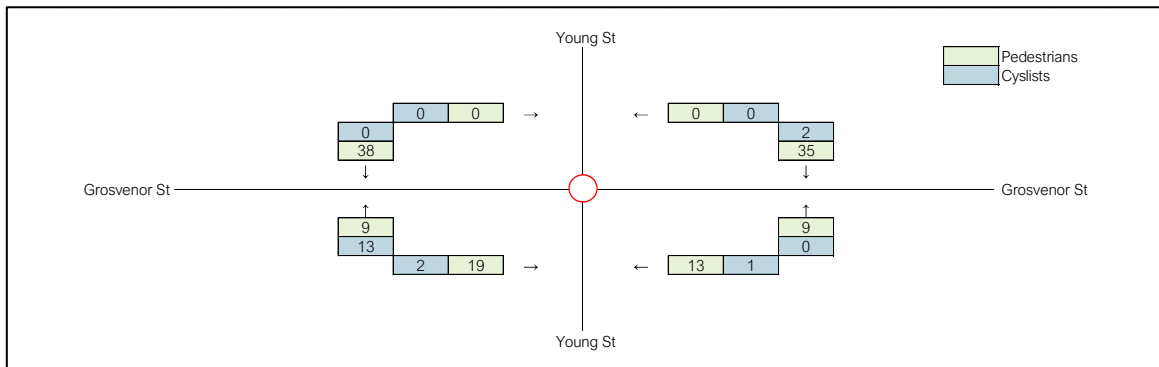 Young St
Pedestrians
Cyslists
0 0 → ← 0 0
0 2
38 35
↓ ↓
Grosvenor St Grosvenor St
↑ ↑
9 9
13 0
2 19 → ← 13 1
Young St